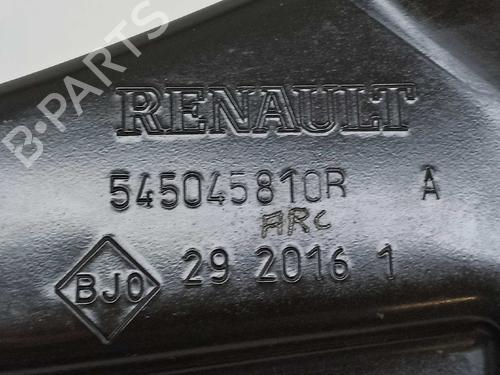 B-PARTS
RENAULT
545045810R A
ARC
BJ0 29 2016 1